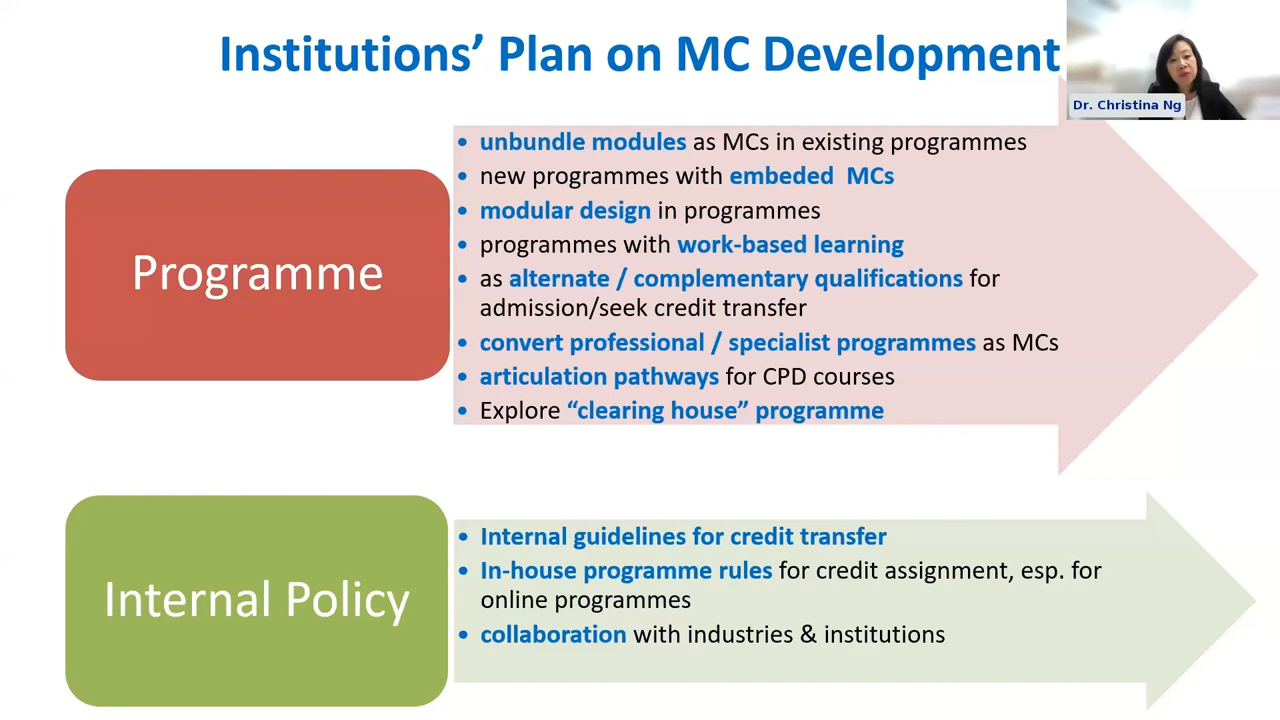 Institutions’ Plan on MC Development
Dr. Christina Ng
Programme
• unbundle modules as MCs in existing programmes
• new programmes with embeded MCs
• modular design in programmes
• programmes with work-based learning
• as alternate / complementary qualifications for
admission/seek credit transfer
• convert professional / specialist programmes as MCs
• articulation pathways for CPD courses
• Explore “clearing house” programme
Internal Policy
• Internal guidelines for credit transfer
• In-house programme rules for credit assignment, esp. for
online programmes
• collaboration with industries & institutions